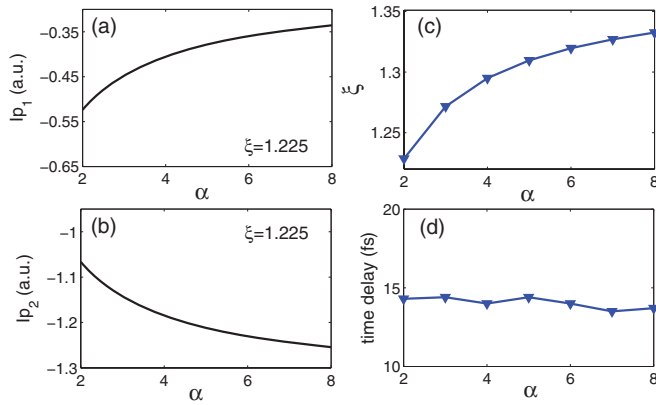 (a)
−0.35
−0.45
−0.55
−0.65
Ip1 (a.u.)
ξ=1.225
2 4 6 8
α
(b)
−1
−1.1
−1.2
−1.3
Ip2 (a.u.)
ξ=1.225
2 4 6 8
α
(c)
1.35
1.3
1.25
ξ
2 4 6 8
α
(d)
20
15
10
time delay (fs)
2 4 6 8
α